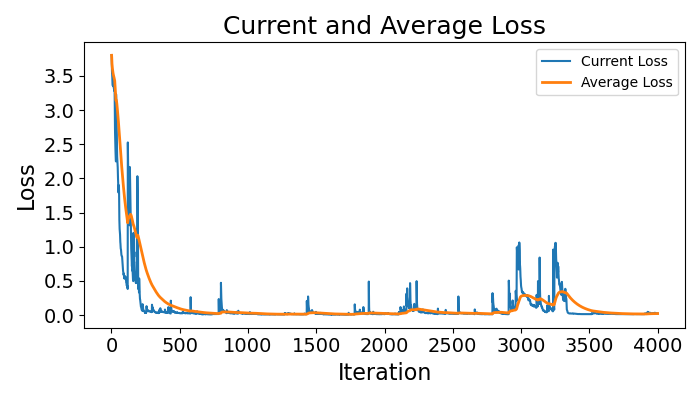 Current and Average Loss
Current Loss
Average Loss
Loss
3.5
3.0
2.5
2.0
1.5
1.0
0.5
0.0
0 500 1000 1500 2000 2500 3000 3500 4000
Iteration